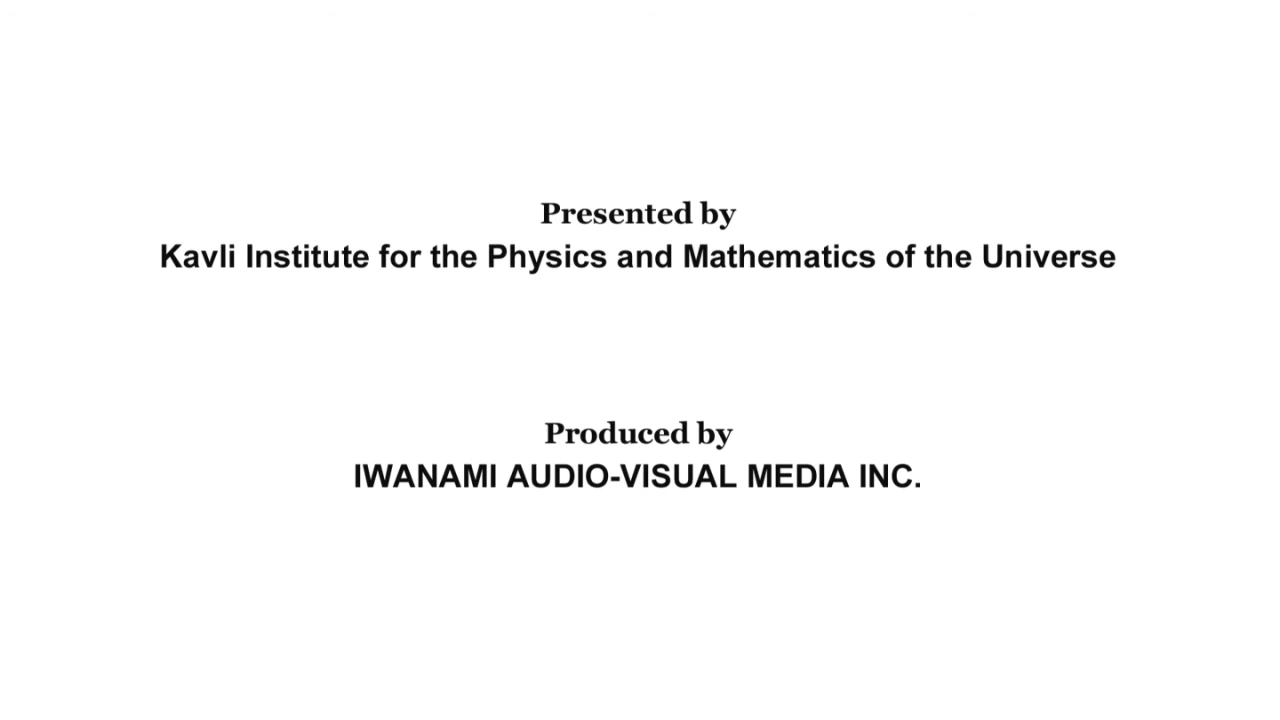 Presented by
Kavli Institute for the Physics and Mathematics of the Universe
Produced by
IWANAMI AUDIO-VISUAL MEDIA INC.